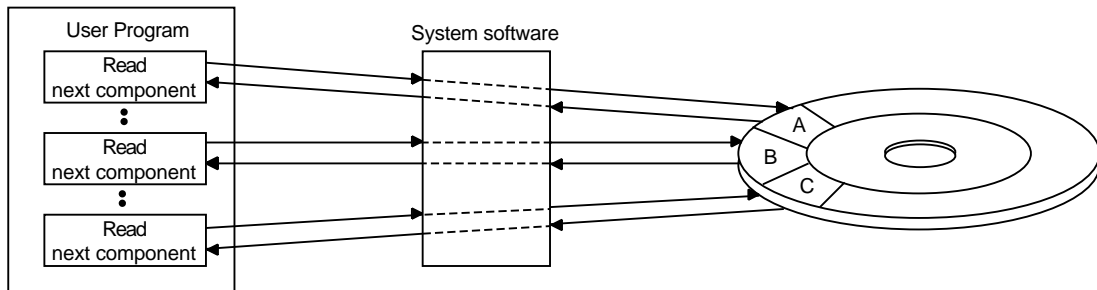 User Program
System software
Read
next component
Read
next component
Read
next component
A
B
C